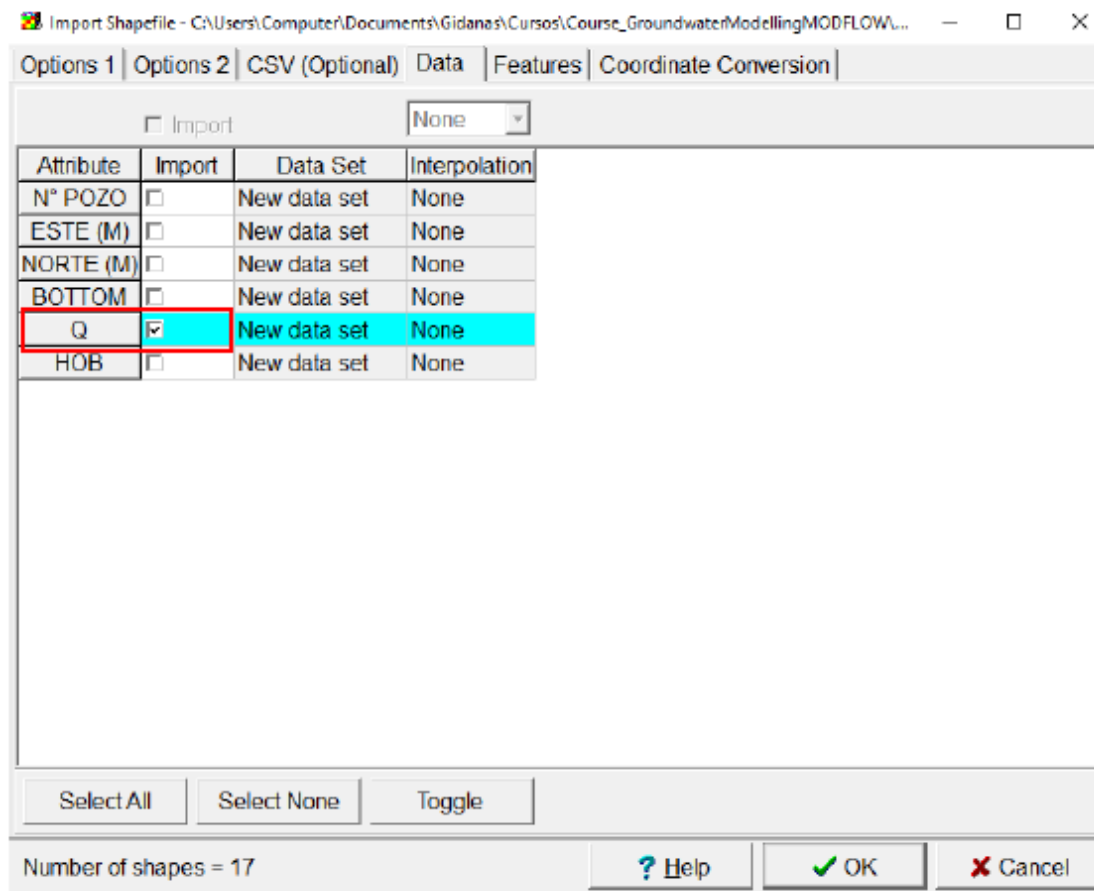 Import Shapefile - C:\Users\Computer\Documents\Gidanas\Cursos\Course_GroundwaterModellingMODFLOW\...
Options 1 Options 2 CSV (Optional) Data Features Coordinate Conversion
Import None
Attribute Import Data Set Interpolation
N° POZO New data set None
ESTE (M) New data set None
NORTE (M) New data set None
BOTTOM New data set None
Q New data set None
HOB New data set None
Select All Select None Toggle
Number of shapes = 17 ? Help OK Cancel